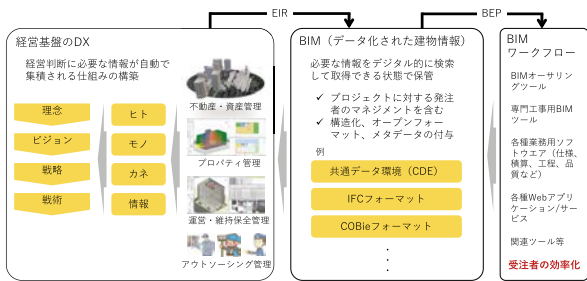 EIR
BEP
経営基盤のDX
経営判断に必要な情報が自動で
集積される仕組みの構築
理念
ビジョン
戦略
戦術
ヒト
モノ
カネ
情報
不動産・資産管理
プロパティ管理
運営・維持保全管理
アウトソーシング管理
BIM（データ化された建物情報）
必要な情報をデジタル的に検索
して取得できる状態で保管
✓ プロジェクトに対する発注
者のマネジメントを含む
✓ 構造化、オープンフォ
ーマット、メタデータの付与
例
共通データ環境（CDE）
IFCフォーマット
COBieフォーマット
・
・
・
BIM
ワークフロー
BIMオーサリン
グツール
専門工事用BIM
ツール
各種業務用ソフ
トウエア（仕様、
積算、工程、品
質など）
各種Webアプリ
ケーション/サー
ビス
関連ツール等
受注者の効率化